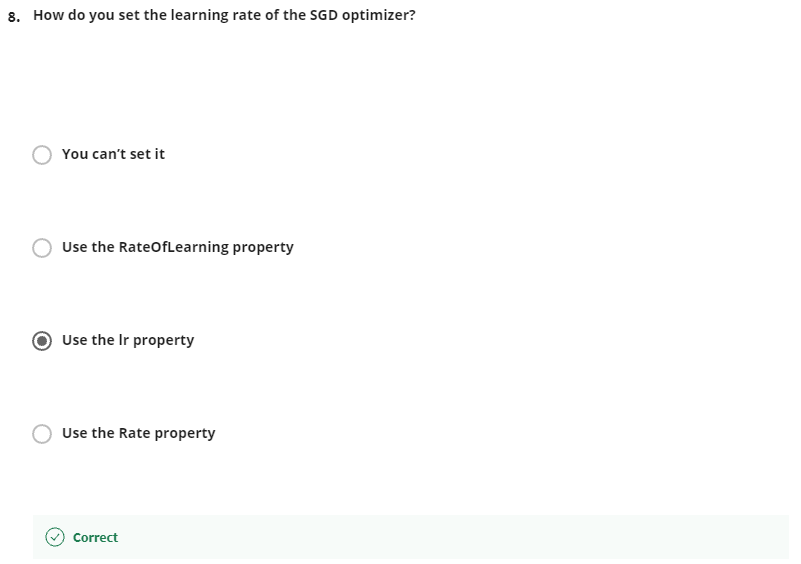 8. How do you set the learning rate of the SGD optimizer?
You can’t set it
Use the RateOfLearning property
Use the lr property
Use the Rate property
Correct